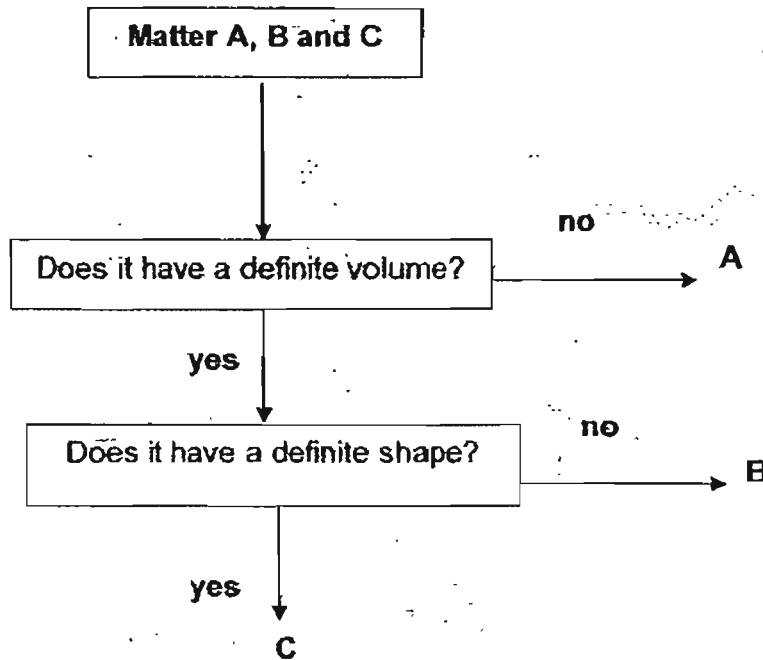 Matter A, B and C
no
Does it have a definite volume?
A
yes
Does it have a definite shape?
no
B
yes
C